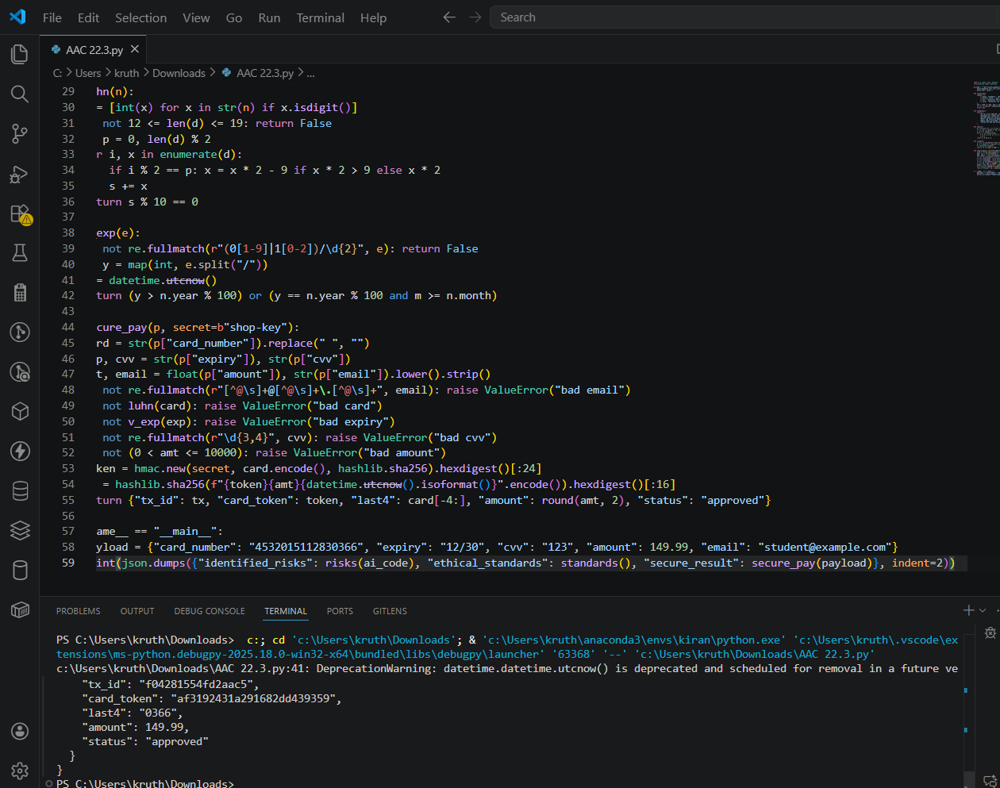 File Edit Selection View Go Run Terminal Help Search
AAC 22.3.py
C: > Users > kruth > Downloads > AAC 22.3.py > ...
29 hn(n):
30 = [int(x) for x in str(n) if x.isdigit()]
31 not 12 <= len(d) <= 19: return False
32 p = 0, len(d) % 2
33 r i, x in enumerate(d):
34 if i % 2 == p: x = x * 2 - 9 if x * 2 > 9 else x * 2
35 s += x
36 turn s % 10 == 0
37
38 exp(e):
39 not re.fullmatch(r"(0[1-9]|1[0-2])/\d{2}", e): return False
40 y = map(int, e.split("/"))
41 = datetime.utcnow()
42 turn (y > n.year % 100) or (y == n.year % 100 and m >= n.month)
43
44 cure_pay(p, secret=b"shop-key"):
45 rd = str(p["card_number"]).replace(" ", "")
46 p, cvv = str(p["expiry"]), str(p["cvv"])
47 t, email = float(p["amount"]), str(p["email"]).lower().strip()
48 not re.fullmatch(r"[^@\s]+@[^@\s]+\.[^@\s]+", email): raise ValueError("bad email")
49 not luhn(card): raise ValueError("bad card")
50 not v_exp(exp): raise ValueError("bad expiry")
51 not re.fullmatch(r"\d{3,4}", cvv): raise ValueError("bad cvv")
52 not (0 < amt <= 10000): raise ValueError("bad amount")
53 ken = hmac.new(secret, card.encode(), hashlib.sha256).hexdigest()[:24]
54 = hashlib.sha256(f"{token}{amt}{datetime.utcnow().isoformat()}".encode()).hexdigest()[:16]
55 turn {"tx_id": tx, "card_token": token, "last4": card[-4:], "amount": round(amt, 2), "status": "approved"}
56
57 ame__ == "__main__":
58 yload = {"card_number": "4532015112830366", "expiry": "12/30", "cvv": "123", "amount": 149.99, "email": "student@example.com"}
59 int(json.dumps({"identified_risks": risks(ai_code), "ethical_standards": standards(), "secure_result": secure_pay(payload)}, indent=2))
PROBLEMS OUTPUT DEBUG CONSOLE TERMINAL PORTS GITLENS
PS C:\Users\kruth\Downloads> c:; cd 'c:\Users\kruth\Downloads'; & 'c:\Users\kruth\anaconda3\envs\kiran\python.exe' 'c:\Users\kruth\.vscode\ex
tensions\ms-python.debugpy-2025.18.0-win32-x64\bundled\libs\debugpy\launcher' '63368' '--' 'c:\Users\kruth\Downloads\AAC 22.3.py'
c:\Users\kruth\Downloads\AAC 22.3.py:41: DeprecationWarning: datetime.datetime.utcnow() is deprecated and scheduled for removal in a future ve
"tx_id": "f04281554fd2aac5",
"card_token": "af3192431a291682dd439359",
"last4": "0366",
"amount": 149.99,
"status": "approved"
}
}
PS C:\Users\kruth\Downloads>